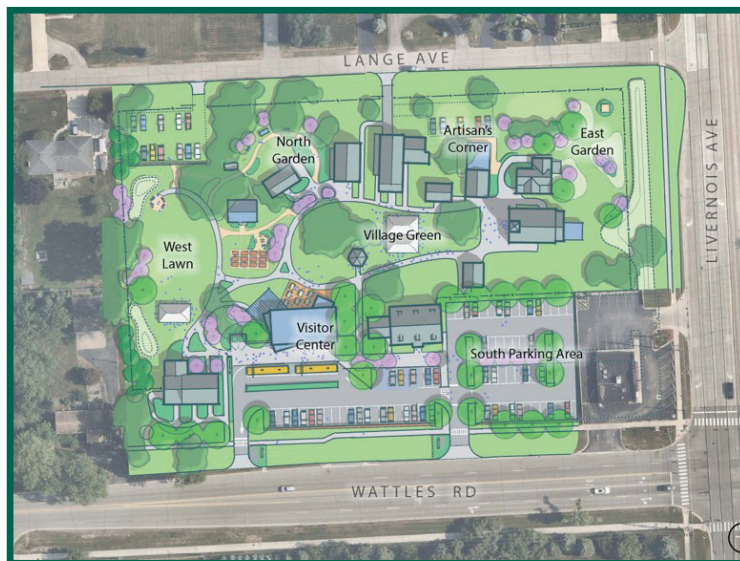 LANGE AVE
North
Garden
Artisan's
Corner
East
Garden
LIVERNOIS AVE
Village Green
West
Lawn
Visitor
Center
South Parking Area
WATTLES RD